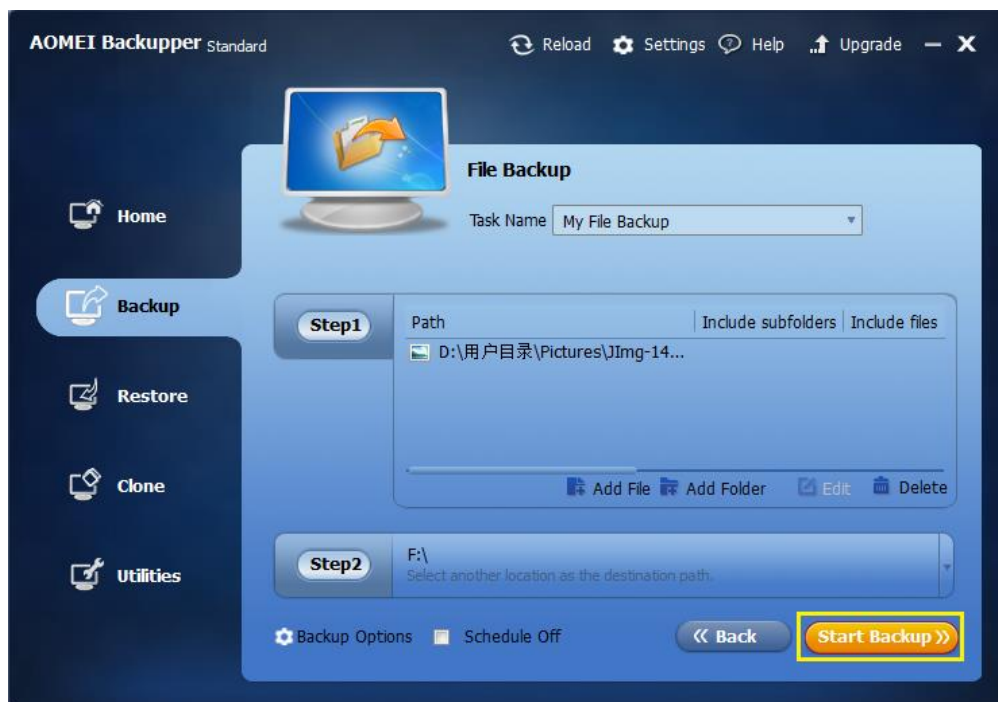 AOMEI Backupper Standard
Reload Settings Help Upgrade
File Backup
Task Name My File Backup
Home
Backup
Step1
Path Include subfolders Include files
D:\用户目录\Pictures\JImg-14...
Restore
Clone
Add File Add Folder Edit Delete
Step2
F:\
Select another location as the destination path.
Utilities
Backup Options Schedule Off
Back
Start Backup